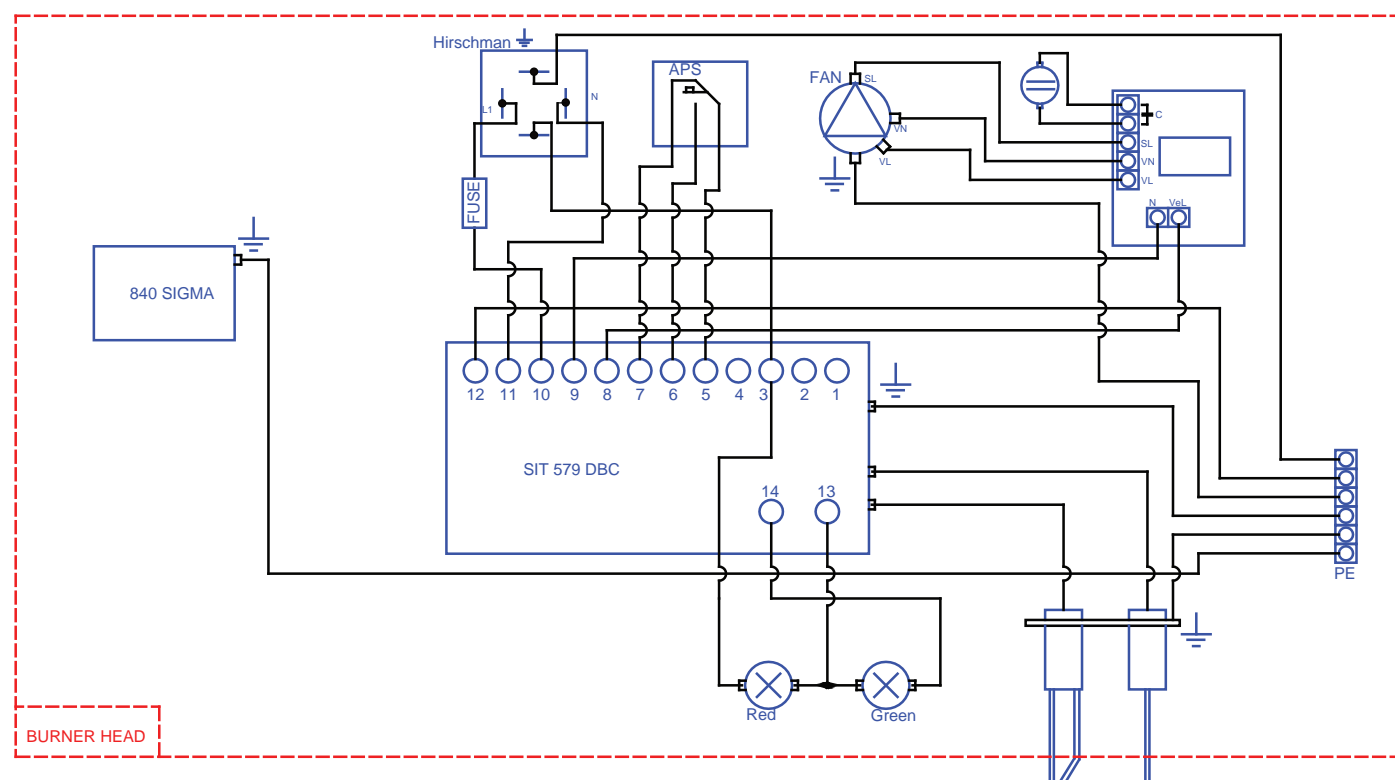 Hirschman
L1
N
APS
FAN
SL
VN
VL
C
SL
VN
VL
N VeL
FUSE
840 SIGMA
12 11 10 9 8 7 6 5 4 3 2 1
SIT 579 DBC
14 13
PE
Red
Green
BURNER HEAD